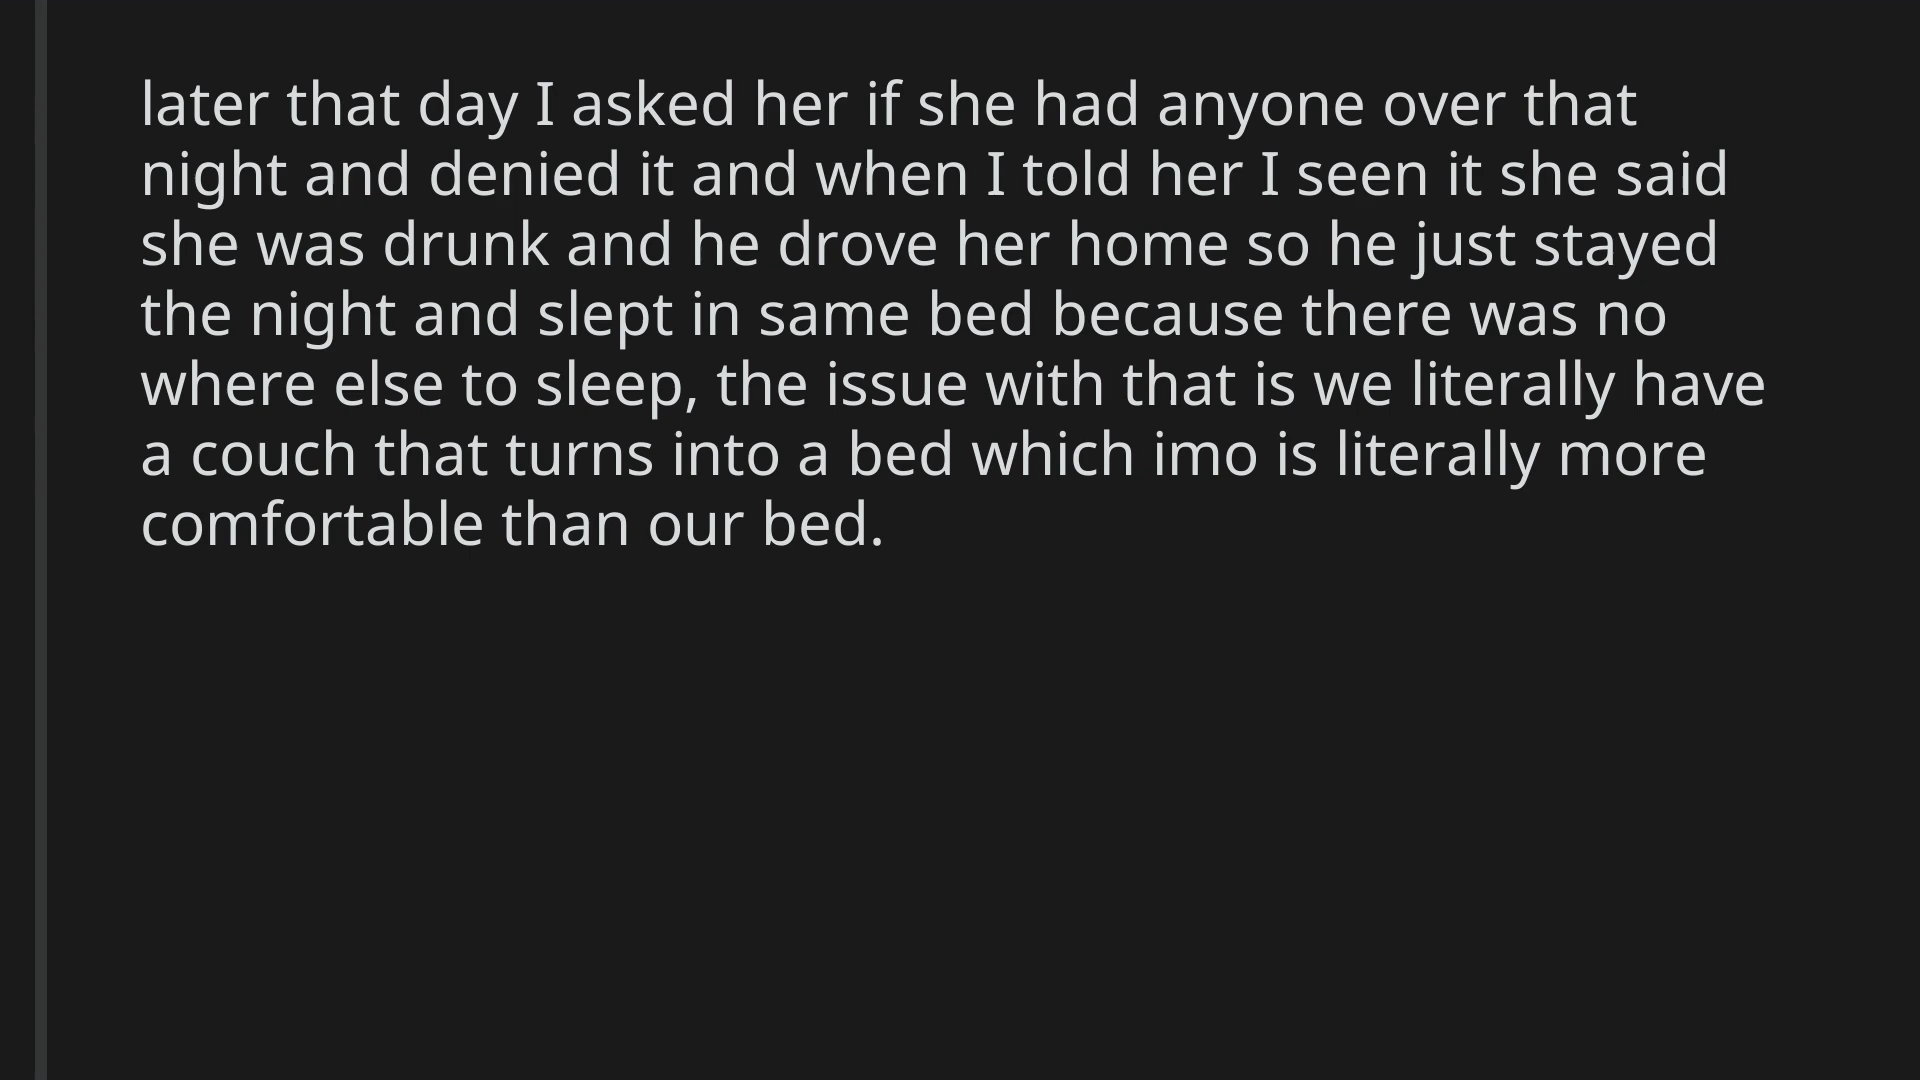 later that day I asked her if she had anyone over that
night and denied it and when I told her I seen it she said
she was drunk and he drove her home so he just stayed
the night and slept in same bed because there was no
where else to sleep, the issue with that is we literally have
a couch that turns into a bed which imo is literally more
comfortable than our bed.